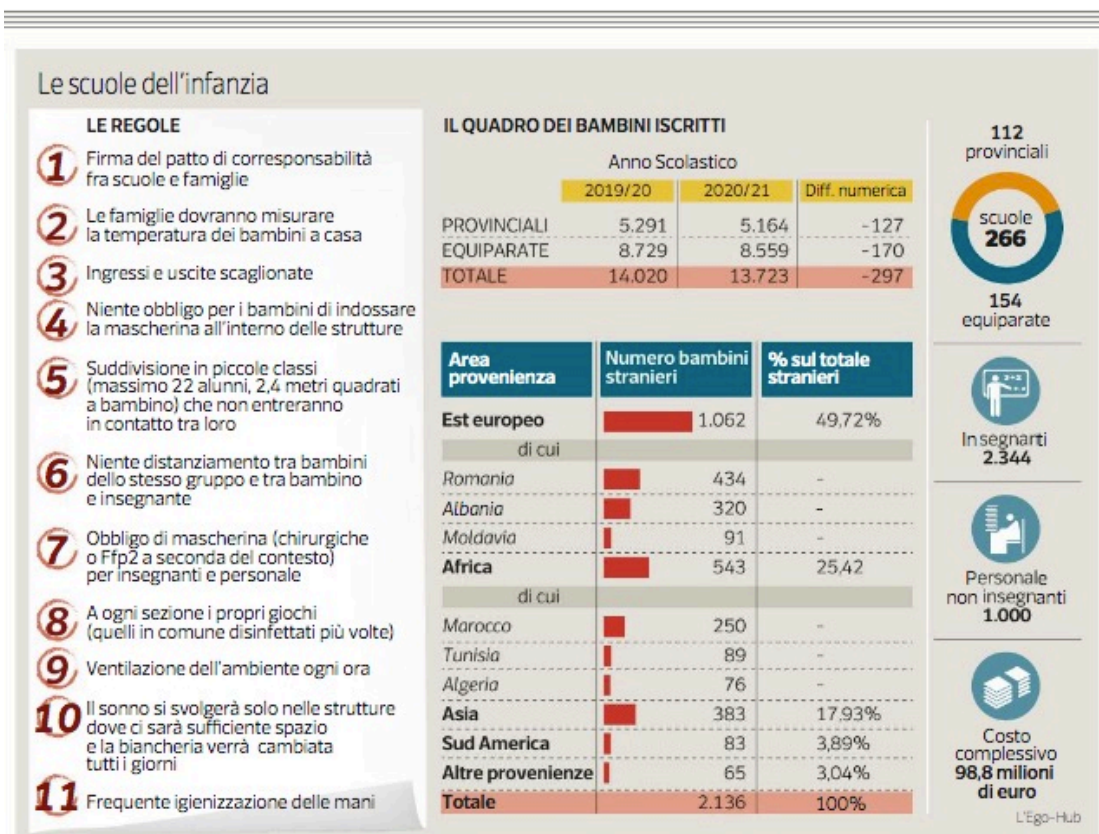 Le scuole dell'infanzia
LE REGOLE
1 Firma del patto di corresponsabilità
fra scuole e famiglie
2 Le famiglie dovranno misurare
la temperatura dei bambini a casa
3 Ingressi e uscite scaglionate
4 Niente obbligo per i bambini di indossare
la mascherina all'interno delle strutture
5 Suddivisione in piccole classi
(massimo 22 alunni, 2,4 metri quadrati
a bambino) che non entreranno
in contatto tra loro
6 Niente distanziamento tra bambini
dello stesso gruppo e tra bambino
e insegnante
7 Obbligo di mascherina (chirurgiche
o Ffp2 a seconda del contesto)
per insegnanti e personale
8 A ogni sezione i propri giochi
(quelli in comune disinfettati più volte)
9 Ventilazione dell'ambiente ogni ora
10 Il sonno si svolgerà solo nelle strutture
dove ci sarà sufficiente spazio
e la biancheria verrà cambiata
tutti i giorni
11 Frequente igienizzazione delle mani
IL QUADRO DEI BAMBINI ISCRITTI
Anno Scolastico
2019/20 2020/21 Diff. numerica
PROVINCIALI 5.291 5.164 -127
EQUIPARATE 8.729 8.559 -170
TOTALE 14.020 13.723 -297
Area Numero bambini % sul totale
provenienza stranieri stranieri
Est europeo 1.062 49,72%
di cui
Romania 434 -
Albania 320 -
Moldavia 91 -
Africa 543 25,42
di cui
Marocco 250 -
Tunisia 89 -
Algeria 76 -
Asia 383 17,93%
Sud America 83 3,89%
Altre provenienze 65 3,04%
Totale 2.136 100%
112
provinciali
scuole
266
154
equiparate
Insegnarti
2.344
Personale
non insegnanti
1.000
Costo
complessivo
98,8 milioni
di euro
L'Ego-Hub